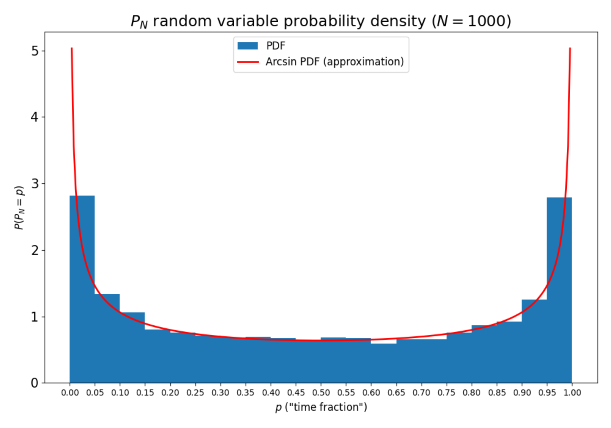 P_N random variable probability density (N = 1000)
PDF
Arcsin PDF (approximation)
5
4
3
2
1
0
P(P_N = p)
0.00 0.05 0.10 0.15 0.20 0.25 0.30 0.35 0.40 0.45 0.50 0.55 0.60 0.65 0.70 0.75 0.80 0.85 0.90 0.95 1.00
p ("time fraction")